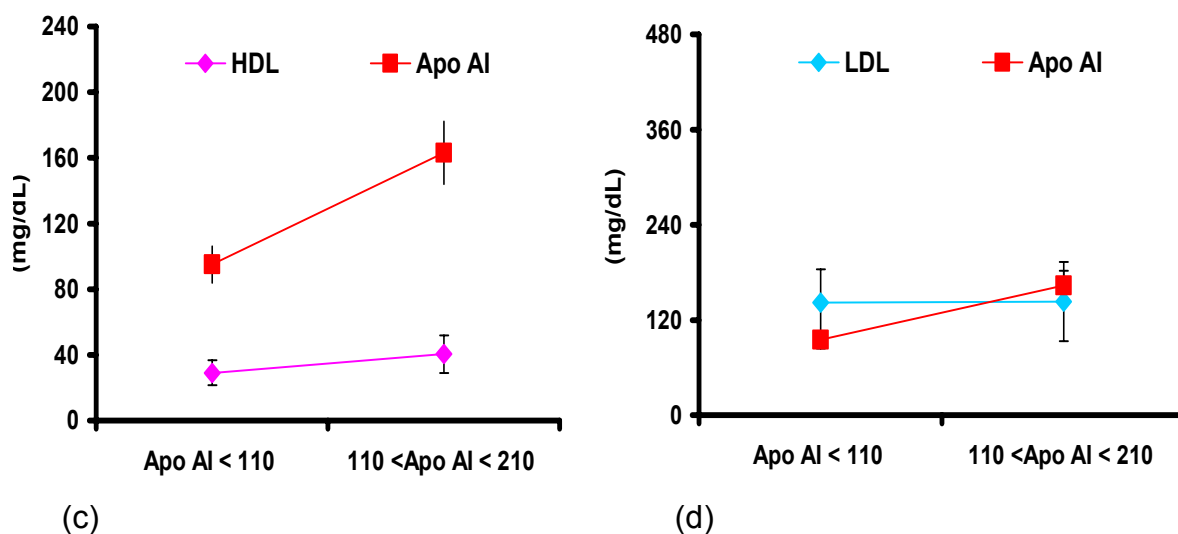 240
200
160
120
80
40
0
(mg/dL)
HDL
Apo AI
Apo AI < 110
110 <Apo AI < 210
(c)
480
360
240
120
0
(mg/dL)
LDL
Apo AI
Apo AI < 110
110 <Apo AI < 210
(d)